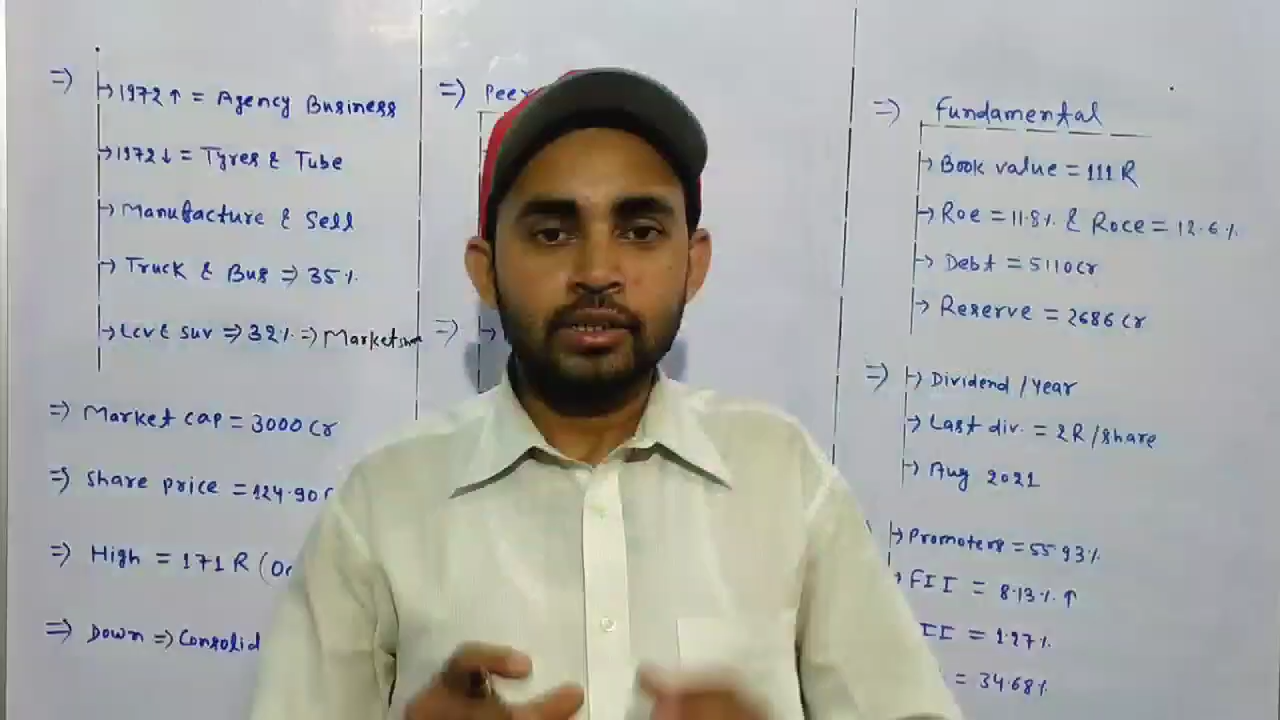 => 1972↑ = Agency Business
1972↓ = Tyres & Tube
Manufacture & Sell
Truck & Bus => 35%
Lcv & suv => 32% => Market
=> Market cap = 3000 Cr
=> Share price = 124.90
=> High = 171 R
=> Down =>
=> Peer
=>
=> Fundamental
Book value = 111 R
Roe = 11.8% & Roce = 12.6%
Debt = 5110 Cr
Reserve = 2686 Cr
=> Dividend / Year
Last div. = 2R / share
Aug 2021
Promoters = 55.93%
FII = 8.13% ↑
= 1.27%
= 34.68%